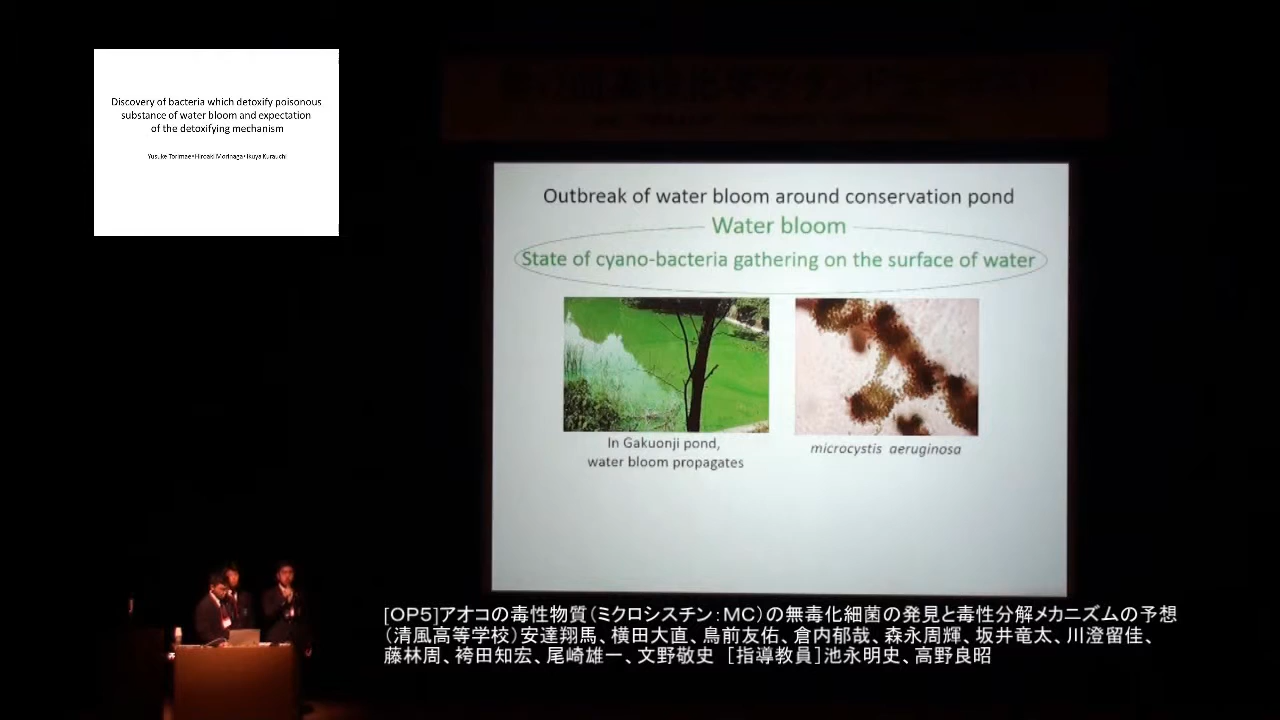 Discovery of bacteria which detoxify poisonous
substance of water bloom and expectation
of the detoxifying mechanism
Yusuke Torimae・Hiroaki Morinaga・Ikuya Kurauchi
Outbreak of water bloom around conservation pond
Water bloom
State of cyano-bacteria gathering on the surface of water
In Gakuonji pond,
water bloom propagates
microcystis aeruginosa
[OP5]アオコの毒性物質(ミクロシスチン:MC)の無毒化細菌の発見と毒性分解メカニズムの予想
(清風高等学校)安達翔馬、横田大直、鳥前友佑、倉内郁哉、森永周輝、坂井竜太、川澄留佳、
藤林周、袴田知宏、尾崎雄一、文野敬史 [指導教員]池永明史、高野良昭